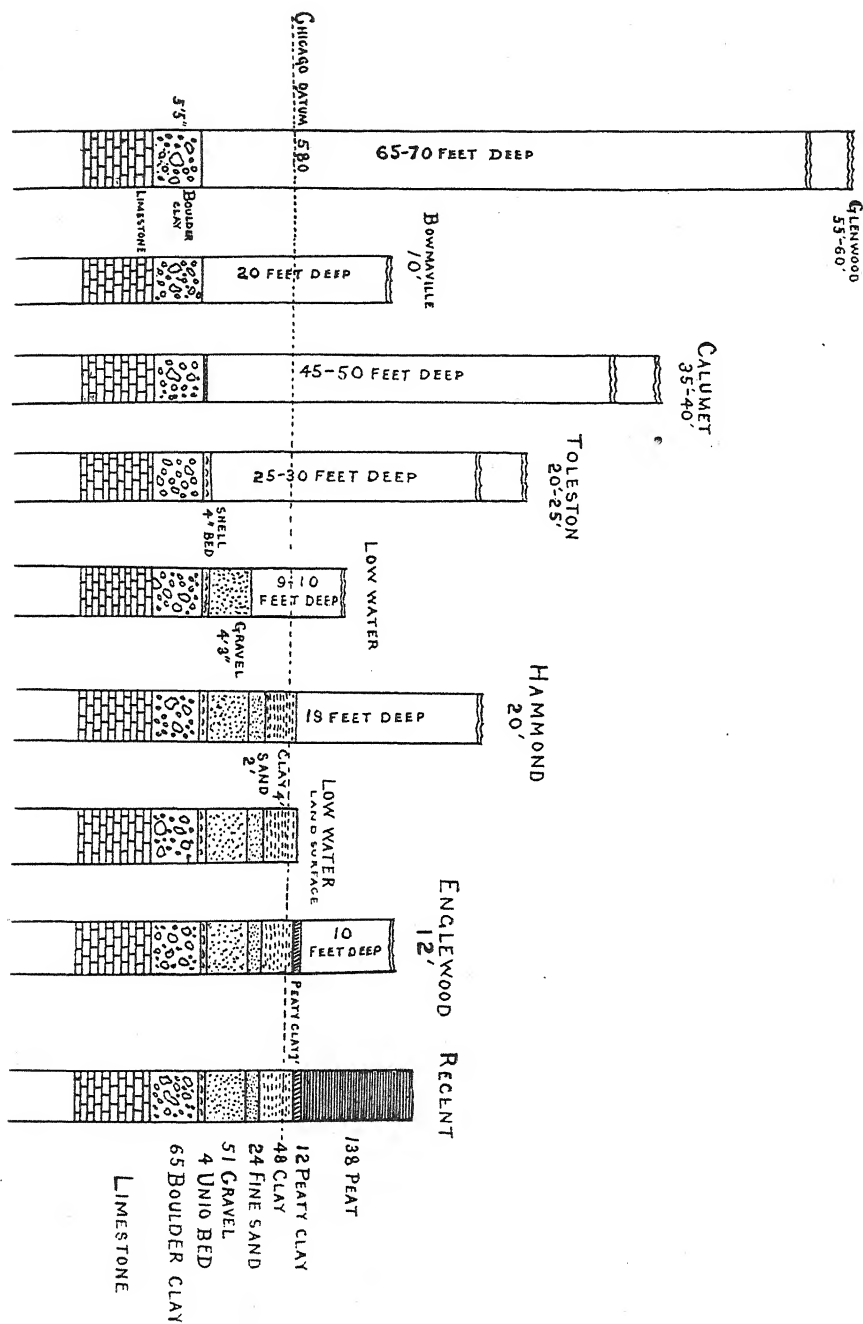 CHICAGO DATUM 580
5'5"
BOULDER
CLAY
LIMESTONE
65-70 FEET DEEP
GLENWOOD
55'-60'
20 FEET DEEP
BOWMAVILLE
10'
45-50 FEET DEEP
CALUMET
35'-40'
25-30 FEET DEEP
TOLESTON
20'-25'
SHELL
4" BED
9-10
FEET DEEP
LOW WATER
GRAVEL
4'3"
18 FEET DEEP
HAMMOND
20'
CLAY 4'
SAND
2'
LOW WATER
LAND SURFACE
10
FEET DEEP
ENGLEWOOD
12'
PEATY CLAY 1'
RECENT
138 PEAT
12 PEATY CLAY
48 CLAY
24 FINE SAND
51 GRAVEL
4 UNIO BED
65 BOULDER CLAY
LIMESTONE